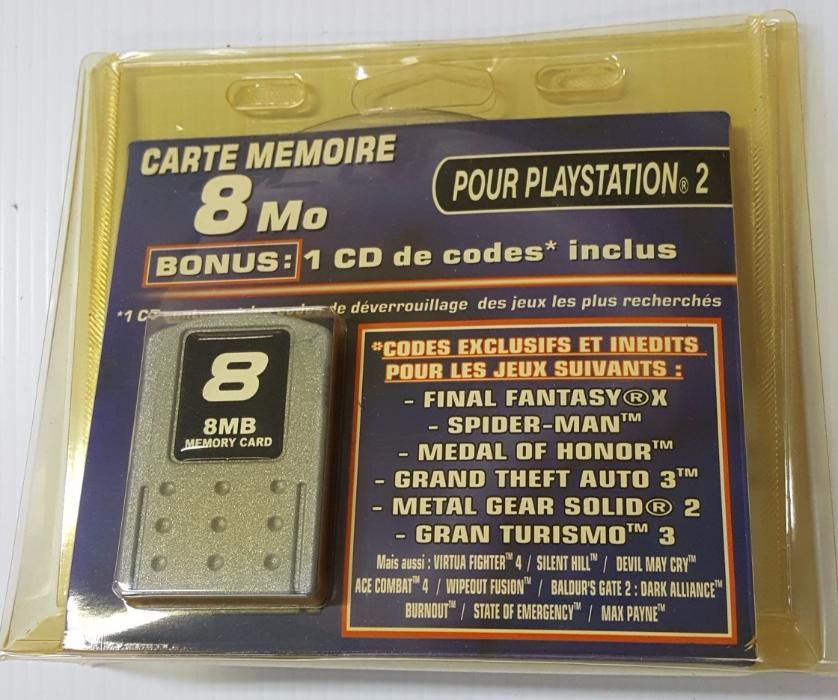 CARTE MEMOIRE
8 Mo
POUR PLAYSTATION® 2
BONUS: 1 CD de codes* inclus
*1 de déverrouillage des jeux les plus recherchés
8
8MB
MEMORY CARD
*CODES EXCLUSIFS ET INEDITS
POUR LES JEUX SUIVANTS :
- FINAL FANTASY®X
- SPIDER-MAN™
- MEDAL OF HONOR™
- GRAND THEFT AUTO 3™
- METAL GEAR SOLID® 2
- GRAN TURISMO™ 3
Mais aussi : VIRTUA FIGHTER™ 4 / SILENT HILL™ / DEVIL MAY CRY™
ACE COMBAT™ 4 / WIPEOUT FUSION™ / BALDUR'S GATE 2 : DARK ALLIANCE™
BURNOUT™ / STATE OF EMERGENCY™ / MAX PAYNE™